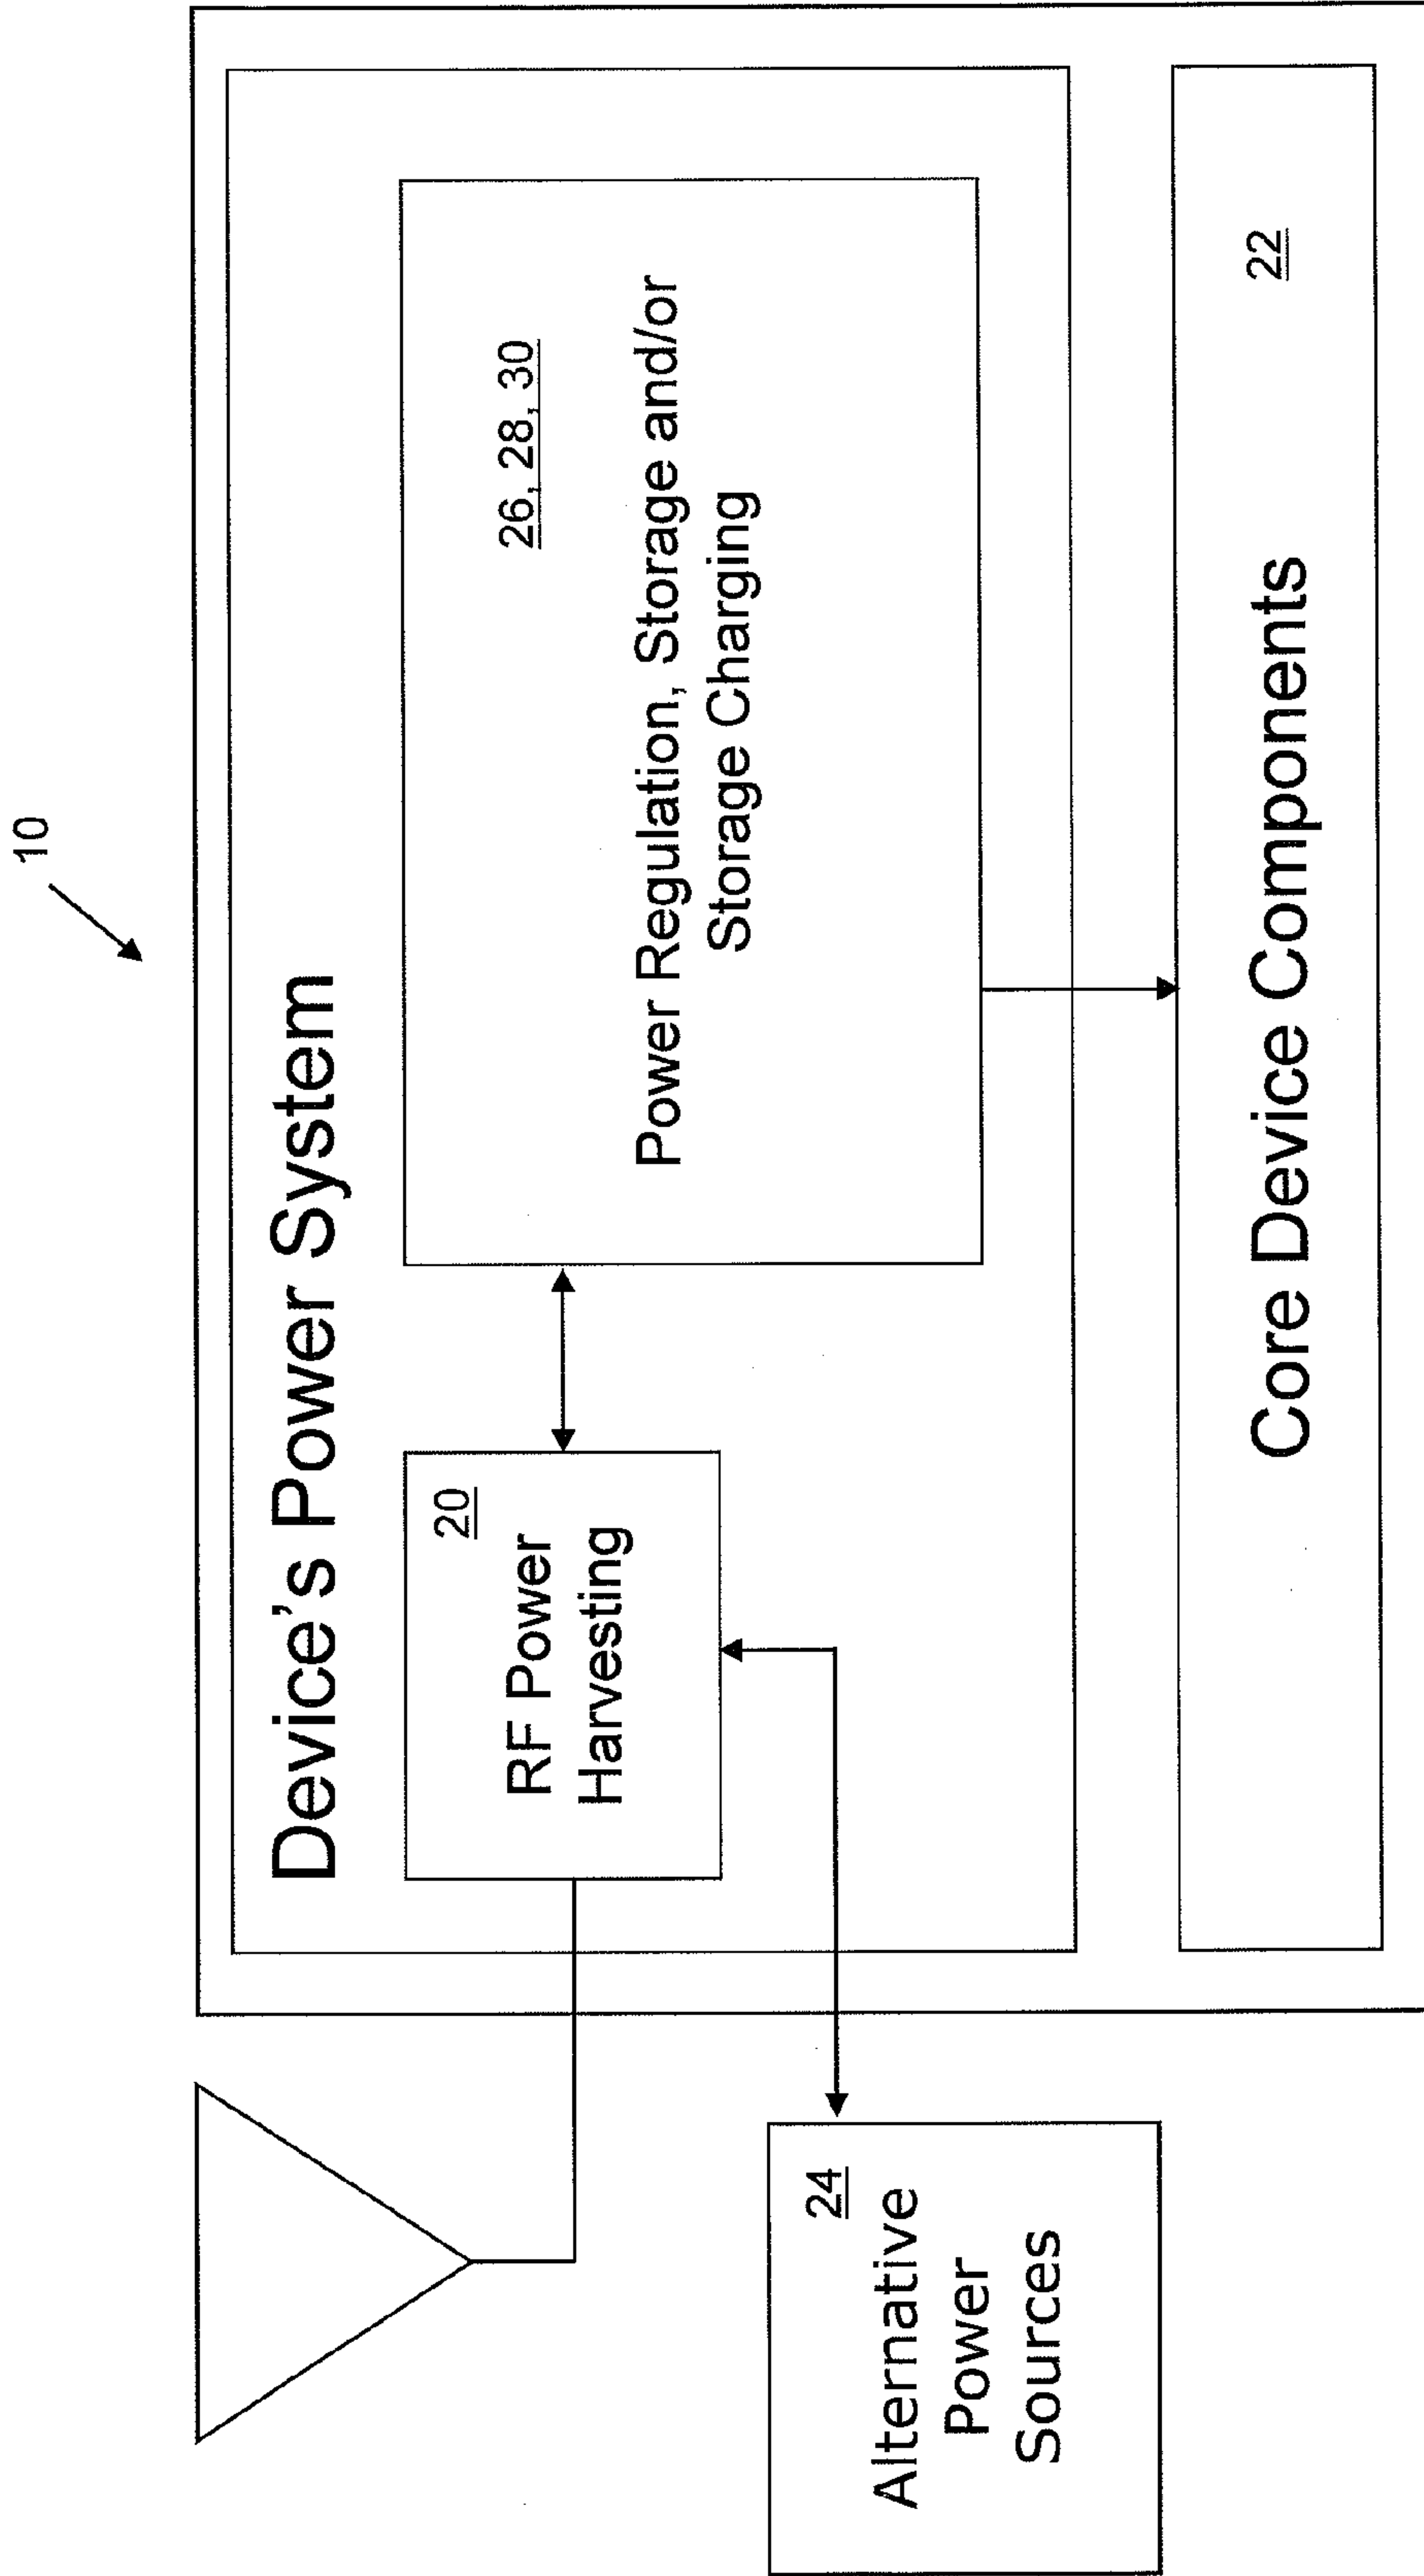 10
Device's Power System
20
RF Power
Harvesting
26, 28, 30
Power Regulation, Storage and/or
Storage Charging
24
Alternative
Power
Sources
22
Core Device Components